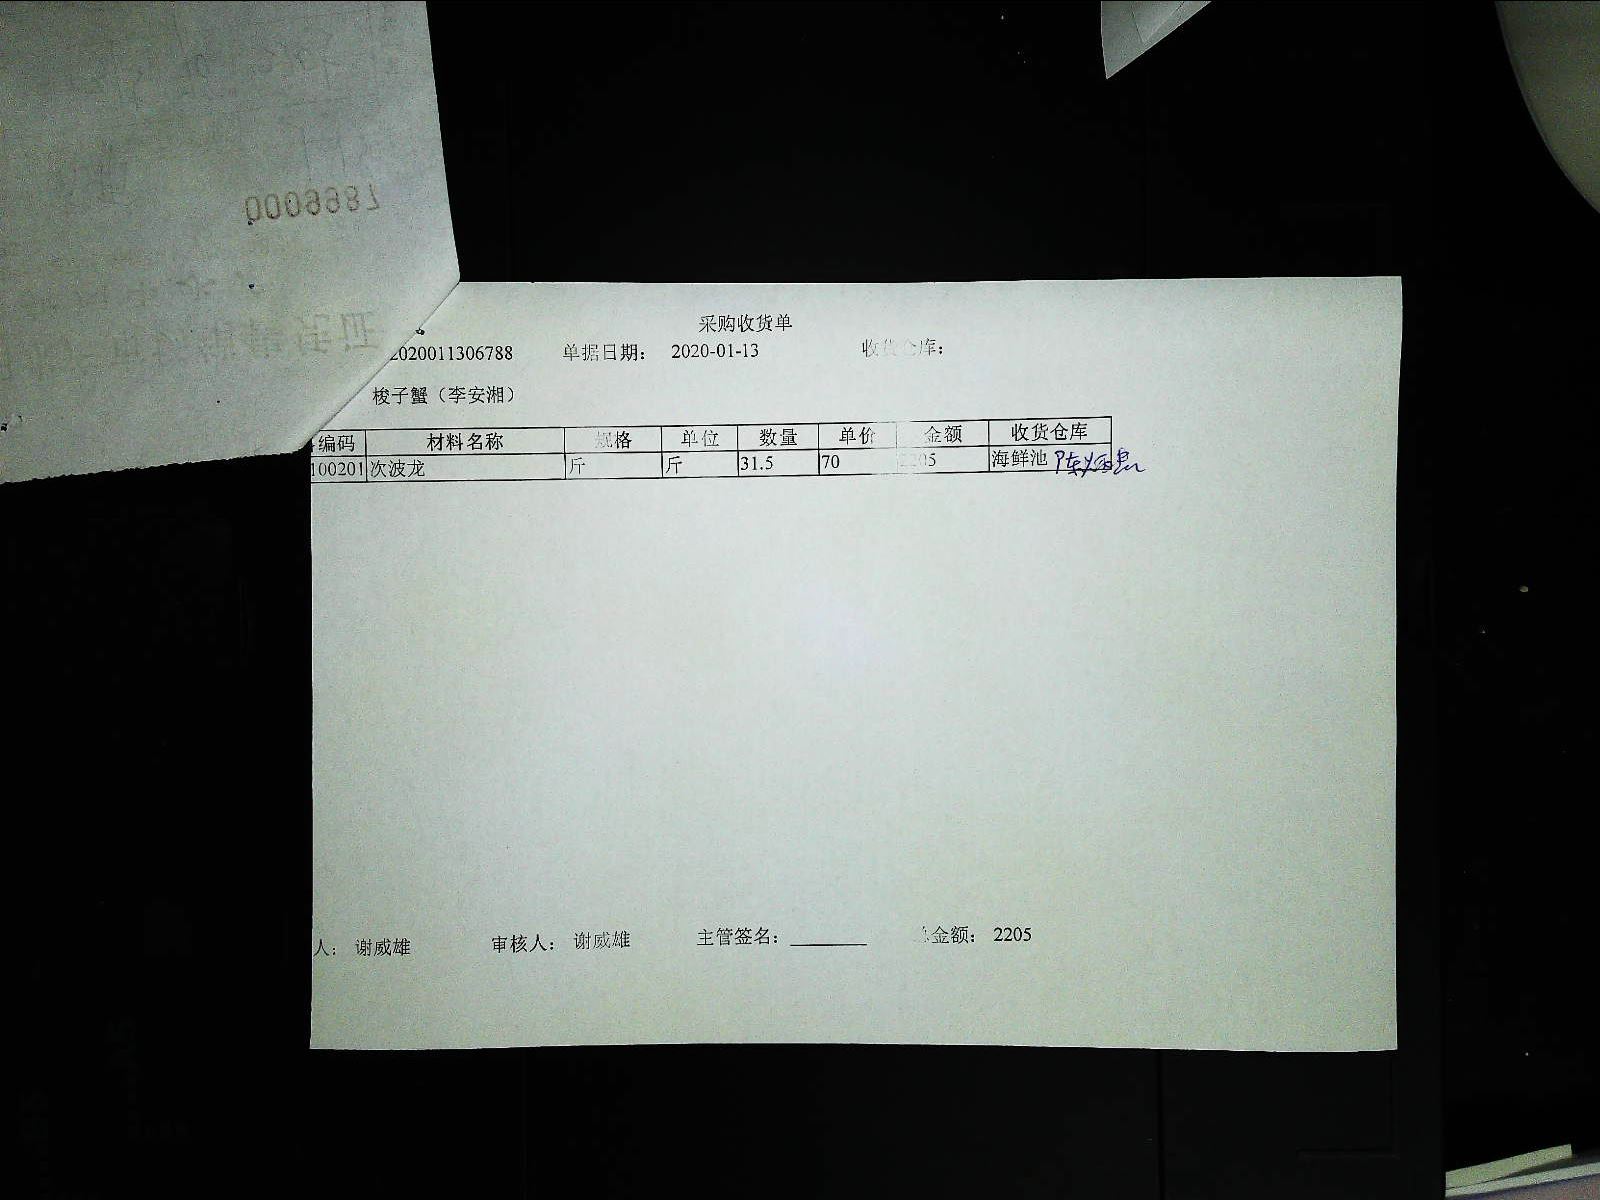 0009987
采购收货单
2020011306788 单据日期： 2020-01-13 收货仓库：
梭子蟹（李安湘）
编码 材料名称 规格 单位 数量 单价 金额 收货仓库
100201 次波龙 斤 斤 31.5 70 2205 海鲜池
人： 谢威雄 审核人： 谢威雄 主管签名： 总金额： 2205